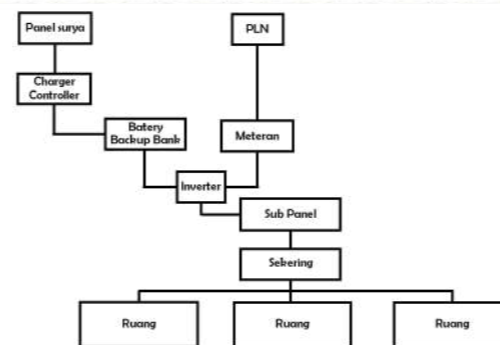 Panel surya
PLN
Charger
Controller
Batery
Backup Bank
Meteran
Inverter
Sub Panel
Sekering
Ruang
Ruang
Ruang